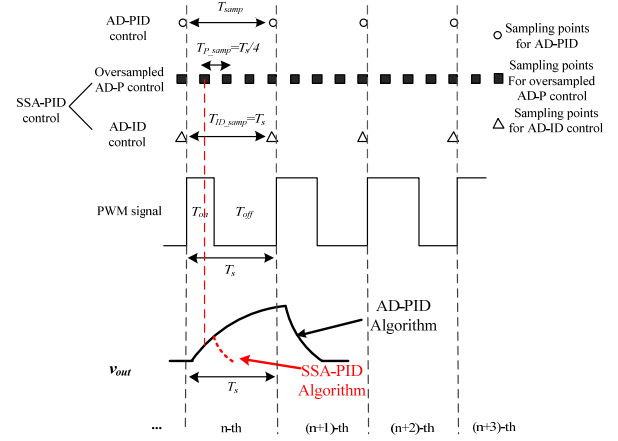 AD-PID
control
T_samp
Sampling points
for AD-PID
T_P_samp=T_s/4
Oversampled
AD-P control
Sampling points
For oversampled
AD-P control
SSA-PID
control
AD-ID
control
T_ID_samp=T_s
Sampling points
for AD-ID control
PWM signal
T_on
T_off
T_s
AD-PID
Algorithm
v_out
SSA-PID
Algorithm
T_s
... n-th (n+1)-th (n+2)-th (n+3)-th